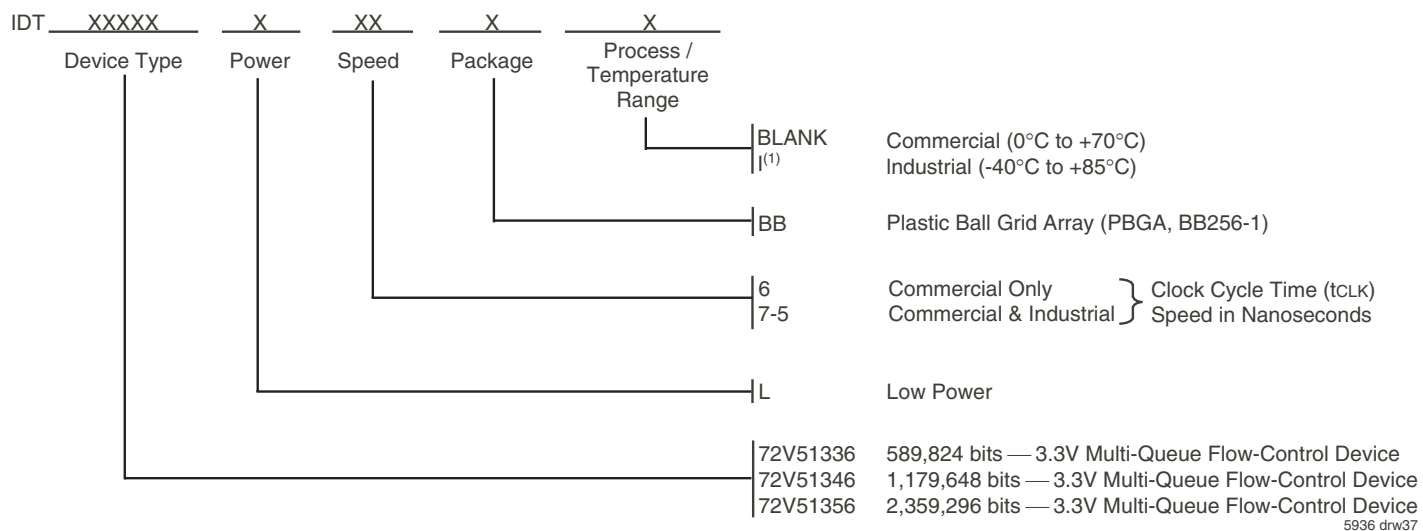 IDT XXXXX X XX X X
Device Type Power Speed Package Process /
Temperature
Range
BLANK Commercial (0°C to +70°C)
I(1) Industrial (-40°C to +85°C)
BB Plastic Ball Grid Array (PBGA, BB256-1)
6 Commercial Only Clock Cycle Time (tCLK)
7-5 Commercial & Industrial Speed in Nanoseconds
L Low Power
72V51336 589,824 bits — 3.3V Multi-Queue Flow-Control Device
72V51346 1,179,648 bits — 3.3V Multi-Queue Flow-Control Device
72V51356 2,359,296 bits — 3.3V Multi-Queue Flow-Control Device
5936 drw37